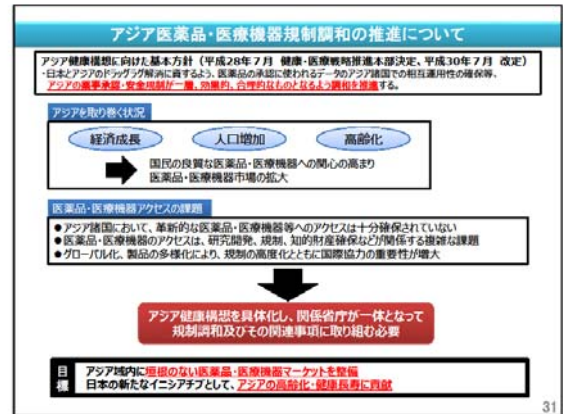 アジア医薬品・医療機器規制調和の推進について
アジア健康構想に向けた基本方針（平成28年７月　健康・医療戦略推進本部決定、平成30年７月　改定）
・日本とアジアのドラッグラグ解消に資するよう、医薬品の承認に使われるデータのアジア諸国での相互運用性の確保等、
アジアの薬事承認・安全規制が一層、効果的、合理的なものとなるよう調和を推進する。
アジアを取り巻く状況
経済成長
人口増加
高齢化
国民の良質な医薬品・医療機器への関心の高まり
医薬品・医療機器市場の拡大
医薬品・医療機器アクセスの課題
●アジア諸国において、革新的な医薬品・医療機器等へのアクセスは十分確保されていない
●医薬品・医療機器のアクセスは、研究開発、規制、知的財産確保などが関係する複雑な課題
●グローバル化、製品の多様化により、規制の高度化とともに国際協力の重要性が増大
アジア健康構想を具体化し、関係省庁が一体となって
規制調和及びその関連事項に取り組む必要
目標
アジア域内に垣根のない医薬品・医療機器マーケットを整備
日本の新たなイニシアチブとして、アジアの高齢化・健康長寿に貢献
31